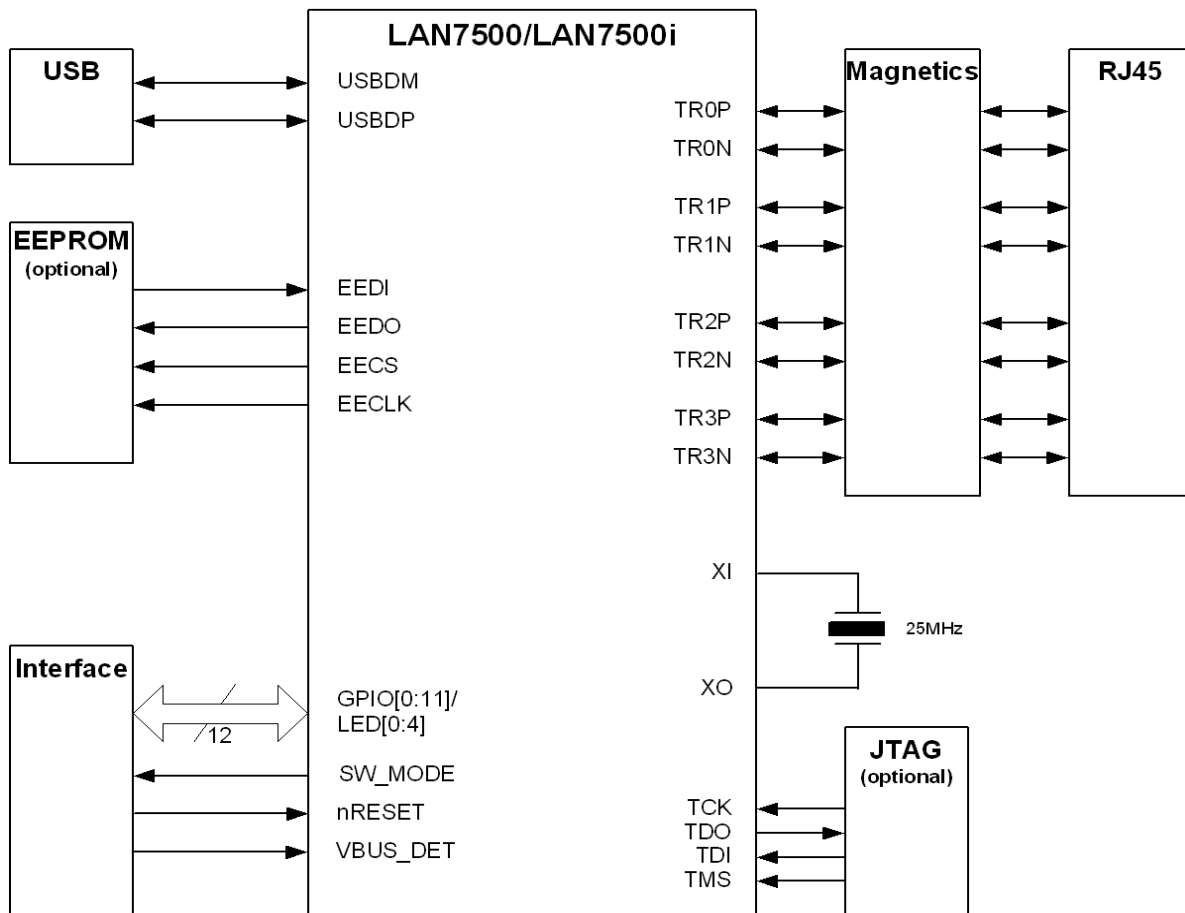 LAN7500/LAN7500i
USB
USBDM
USBDP
EEPROM
(optional)
EEDI
EEDO
EECS
EECLK
Interface
GPIO[0:11]/
LED[0:4]
12
SW_MODE
nRESET
VBUS_DET
Magnetics
RJ45
TR0P
TR0N
TR1P
TR1N
TR2P
TR2N
TR3P
TR3N
XI
25MHz
XO
JTAG
(optional)
TCK
TDO
TDI
TMS